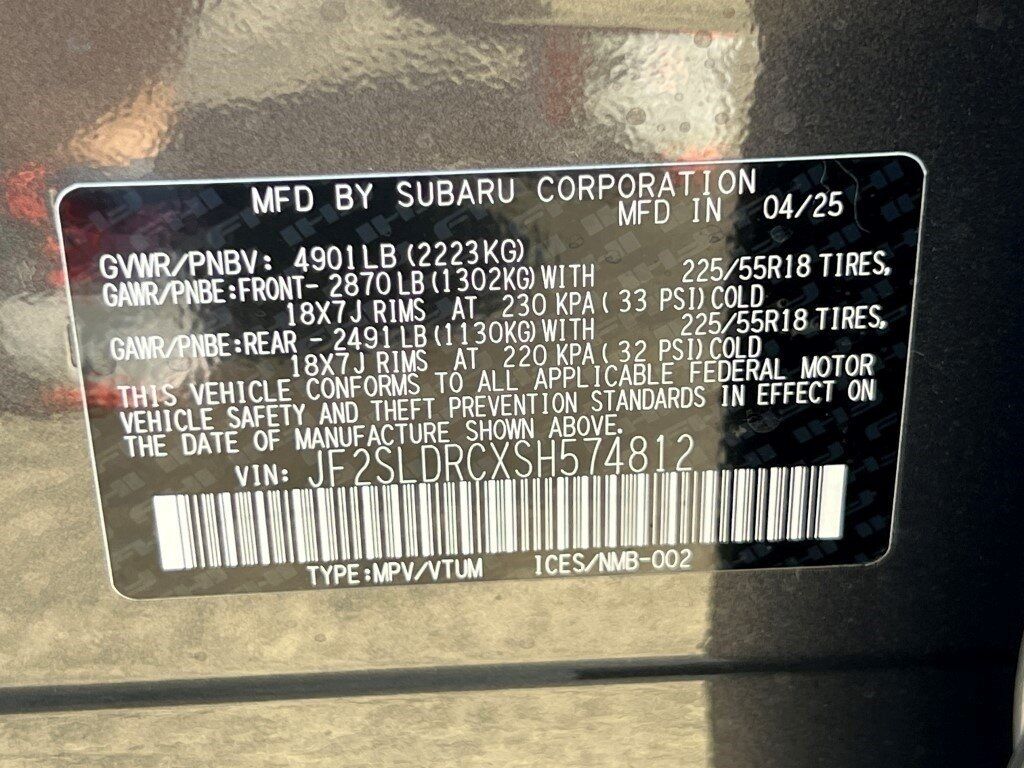 MFD BY SUBARU CORPORATION
MFD IN 04/25
GVWR/PNBV: 4901LB (2223KG)
GAWR/PNBE:FRONT- 2870LB (1302KG) WITH 225/55R18 TIRES,
18X7J RIMS AT 230 KPA ( 33 PSI) COLD
GAWR/PNBE:REAR - 2491LB (1130KG) WITH 225/55R18 TIRES,
18X7J RIMS AT 220 KPA ( 32 PSI) COLD
THIS VEHICLE CONFORMS TO ALL APPLICABLE FEDERAL MOTOR
VEHICLE SAFETY AND THEFT PREVENTION STANDARDS IN EFFECT ON
THE DATE OF MANUFACTURE SHOWN ABOVE.
VIN: JF2SLDRCXSH574812
TYPE:MPV/VTUM ICES/NMB-002